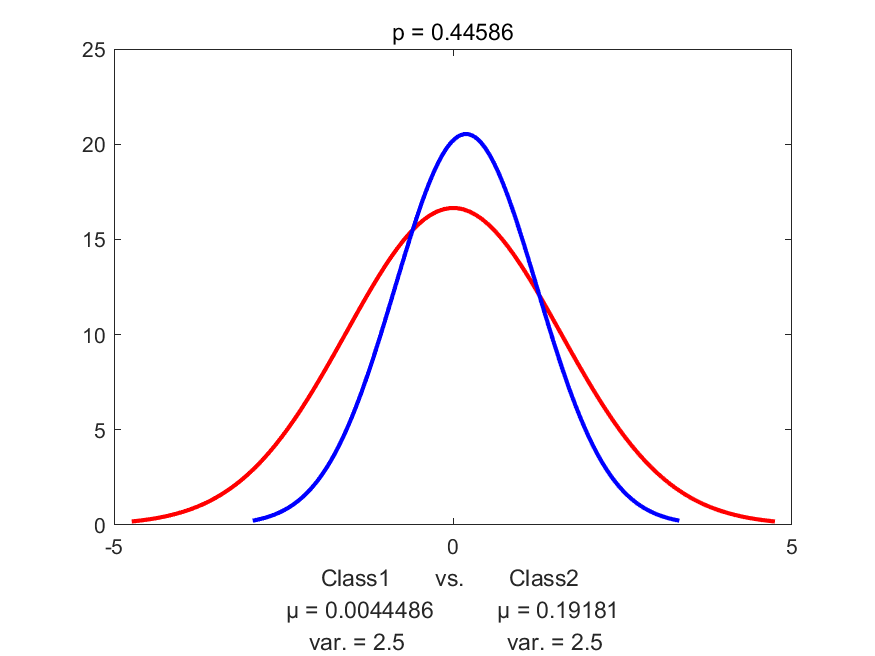 p = 0.44586
25
20
15
10
5
0
-5 0 5
Class1 vs. Class2
μ = 0.0044486 μ = 0.19181
var. = 2.5 var. = 2.5